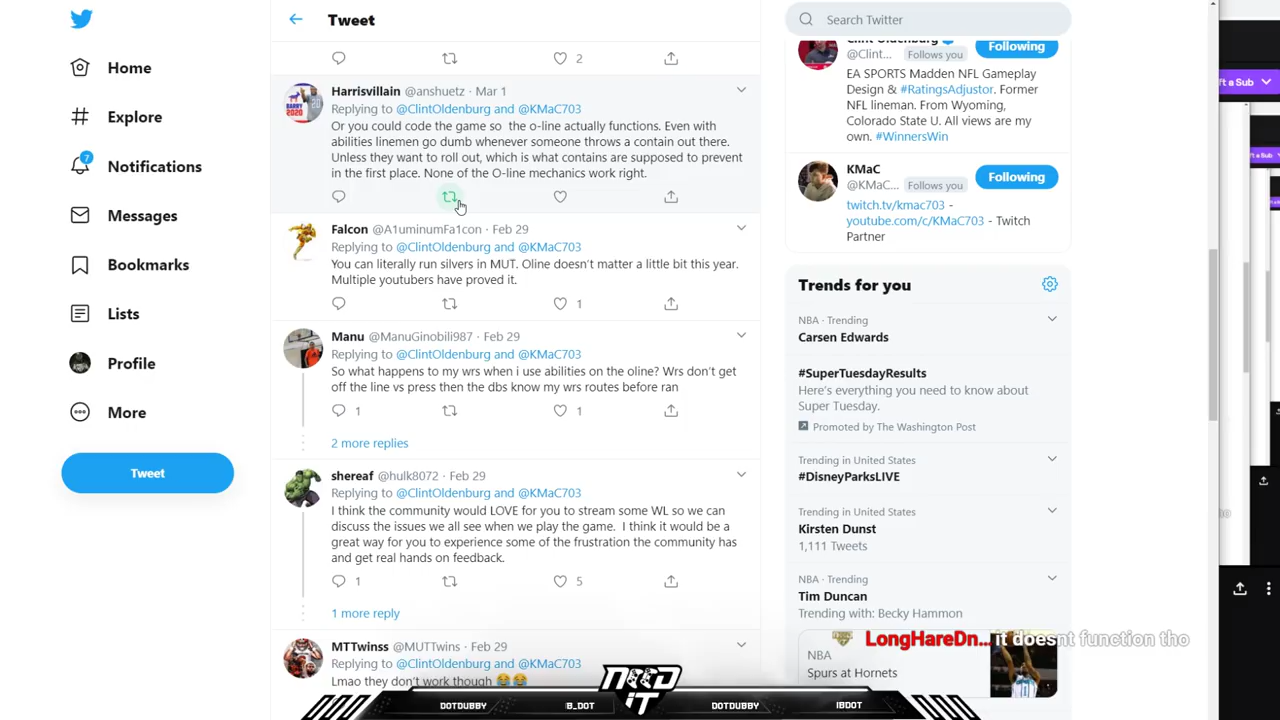 Tweet
Search Twitter
Home
Explore
7
Notifications
Messages
Bookmarks
Lists
Profile
More
Tweet
2
Harrisvillain @anshuetz · Mar 1
Replying to @ClintOldenburg and @KMaC703
Or you could code the game so the o-line actually functions. Even with
abilities linemen go dumb whenever someone throws a contain out there.
Unless they want to roll out, which is what contains are supposed to prevent
in the first place. None of the O-line mechanics work right.
Falcon @A1uminumFa1con · Feb 29
Replying to @ClintOldenburg and @KMaC703
You can literally run silvers in MUT. Oline doesn't matter a little bit this year.
Multiple youtubers have proved it.
1
Manu @ManuGinobili987 · Feb 29
Replying to @ClintOldenburg and @KMaC703
So what happens to my wrs when i use abilities on the oline? Wrs don't get
off the line vs press then the dbs know my wrs routes before ran
1 1
2 more replies
shereaf @hulk8072 · Feb 29
Replying to @ClintOldenburg and @KMaC703
I think the community would LOVE for you to stream some WL so we can
discuss the issues we all see when we play the game. I think it would be a
great way for you to experience some of the frustration the community has
and get real hands on feedback.
1 5
1 more reply
MTTwinss @MUTTwins · Feb 29
Replying to @ClintOldenburg and @KMaC703
Lmao they don't work though 😂😂
Clint Oldenburg
@Clint... Follows you
Following
EA SPORTS Madden NFL Gameplay
Design & #RatingsAdjustor. Former
NFL lineman. From Wyoming,
Colorado State U. All views are my
own. #WinnersWin
KMaC
@KMaC... Follows you
Following
twitch.tv/kmac703 -
youtube.com/c/KMaC703 - Twitch
Partner
Trends for you
NBA · Trending
Carsen Edwards
#SuperTuesdayResults
Here's everything you need to know about
Super Tuesday.
Promoted by The Washington Post
Trending in United States
#DisneyParksLIVE
Trending in United States
Kirsten Dunst
1,111 Tweets
NBA · Trending
Tim Duncan
Trending with: Becky Hammon
NBA
Spurs at Hornets
LongHareDn... it doesnt function tho
ft a Sub
ft a Sub
NOD IT
DOTDUBBY
B_DOT
DOTDUBBY
IBDOT